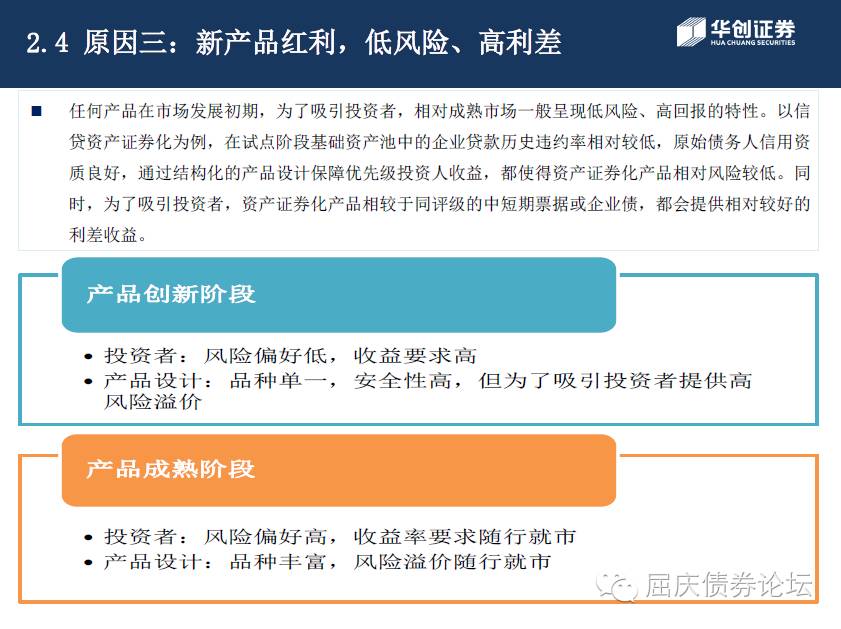 2.4 原因三：新产品红利，低风险、高利差
华创证券
HUA CHUANG SECURITIES
■ 任何产品在市场发展初期，为了吸引投资者，相对成熟市场一般呈现低风险、高回报的特性。以信
贷资产证券化为例，在试点阶段基础资产池中的企业贷款历史违约率相对较低，原始债务人信用资
质良好，通过结构化的产品设计保障优先级投资人收益，都使得资产证券化产品相对风险较低。同
时，为了吸引投资者，资产证券化产品相较于同评级的中短期票据或企业债，都会提供相对较好的
利差收益。
产品创新阶段
• 投资者：风险偏好低，收益要求高
• 产品设计：品种单一，安全性高，但为了吸引投资者提供高
风险溢价
产品成熟阶段
• 投资者：风险偏好高，收益率要求随行就市
• 产品设计：品种丰富，风险溢价随行就市
屈庆债券论坛